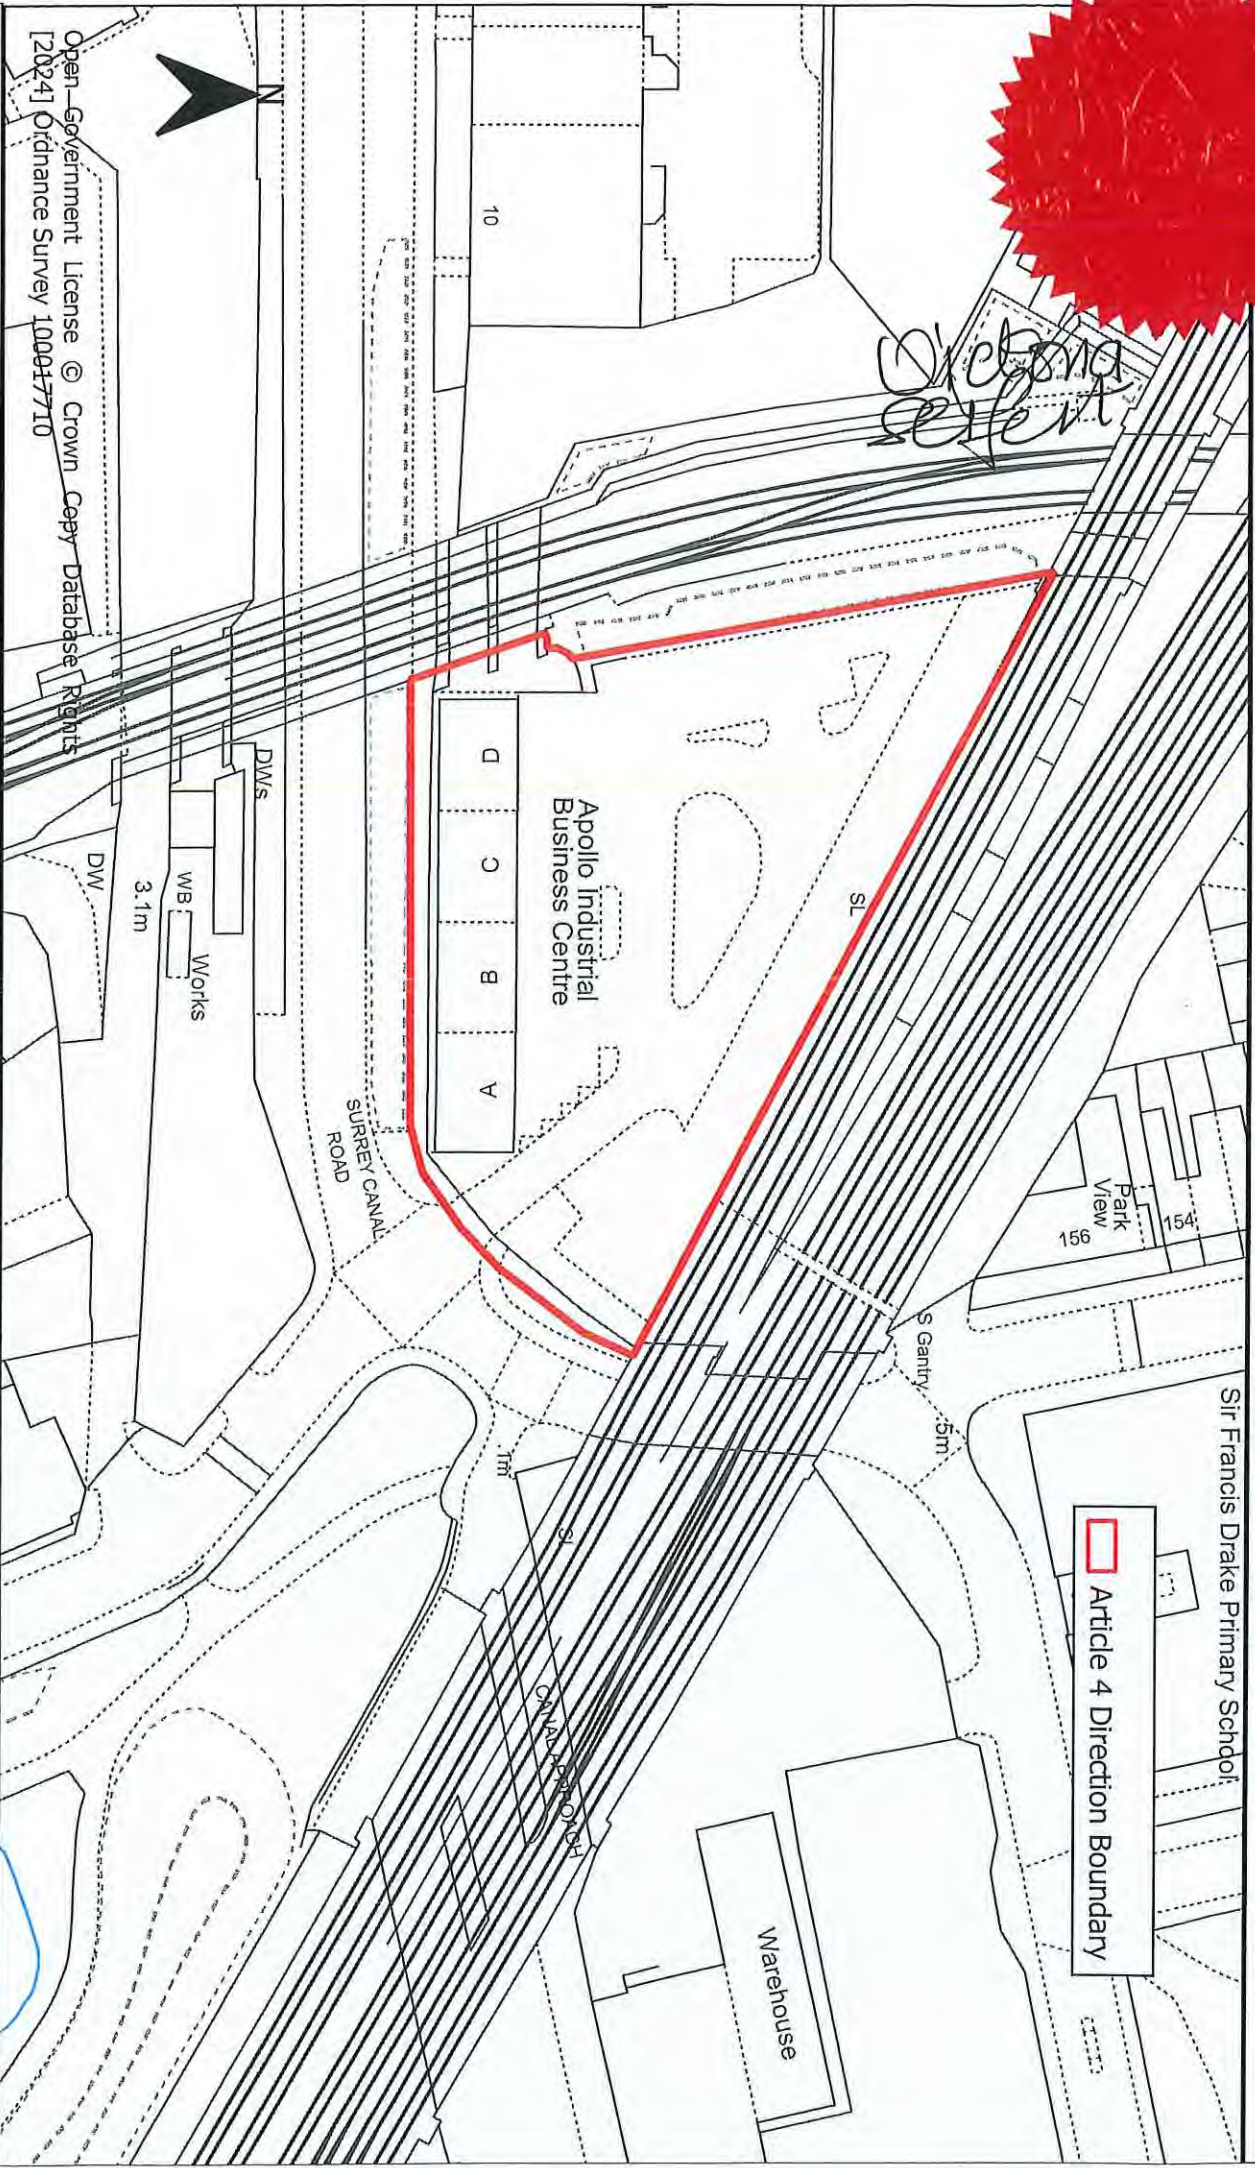 Sir Francis Drake Primary School
Article 4 Direction Boundary
154
Park
View
156
S Gantry
5m
SL
Warehouse
Apollo Industrial
Business Centre
10
D
C
B
A
1m
SL
CANAL APPROACH
SURREY CANAL
ROAD
DWs
Works
WB
3.1m
DW
N
Open Government License © Crown Copy Database Rights
[2024] Ordnance Survey 100017710